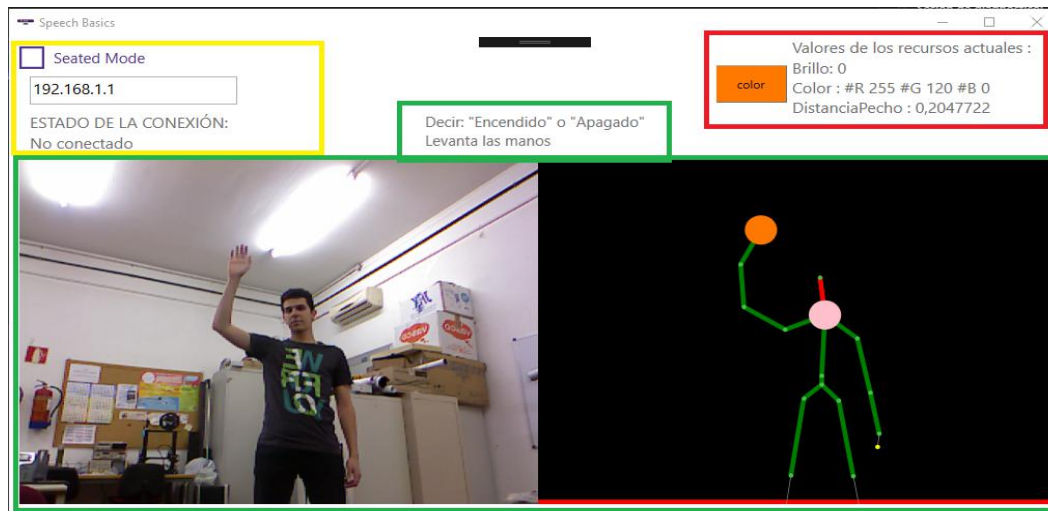 Speech Basics
Seated Mode
192.168.1.1
ESTADO DE LA CONEXIÓN:
No conectado
Decir: "Encendido" o "Apagado"
Levanta las manos
color
Valores de los recursos actuales :
Brillo: 0
Color : #R 255 #G 120 #B 0
DistanciaPecho : 0,2047722